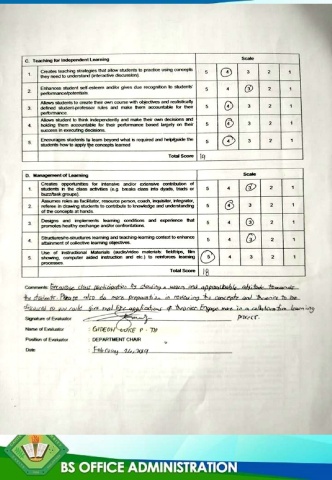 C. Teaching for Independent Learning Scale
1. Creates teaching strategies that allow students to practice using concepts they need to understand (interactive discussion) 5 4 3 2 1
2. Enhances student self-esteem and/or gives due recognition to students' performance/potentials 5 4 3 2 1
3. Allows students to create their own course with objectives and realistically defined student-professor rules and make them accountable for their performance 5 4 3 2 1
4. Allows student to think independently and make their own decisions and holding them accountable for their performance based largely on their success in executing decisions. 5 4 3 2 1
5. Encourages students to learn beyond what is required and help/guide the students how to apply the concepts learned 5 4 3 2 1
Total Score 19
D. Management of Learning Scale
1. Creates opportunities for intensive and/or extensive contribution of students in the class activities (e.g. breaks class into dyads, triads or buzz/task groups). 5 4 3 2 1
2. Assumes roles as facilitator, resource person, coach, inquisitor, integrator, referee in drawing students to contribute to knowledge and understanding of the concepts at hands. 5 4 3 2 1
3. Designs and implements learning conditions and experience that promotes healthy exchange and/or confrontations. 5 4 3 2 1
4. Structures/re-structures learning and teaching-learning context to enhance attainment of collective learning objectives. 5 4 3 2 1
5. Use of Instructional Materials (audio/video materials: fieldtrips, film showing, computer aided instruction and etc.) to reinforces learning processes. 5 4 3 2 1
Total Score 18
Comments: Encourage class participation by showing a warm and approachable attitude towards
the students. Please also do more preparation in reviewing the concepts and theories to be
discussed so you could give real life applications of theories. Engage more in a collaborative learning
Signature of Evaluator : process.
Name of Evaluator : GIDEON LUKE P. TY
Position of Evaluator : DEPARTMENT CHAIR
Date : February 26, 2019
BS OFFICE ADMINISTRATION